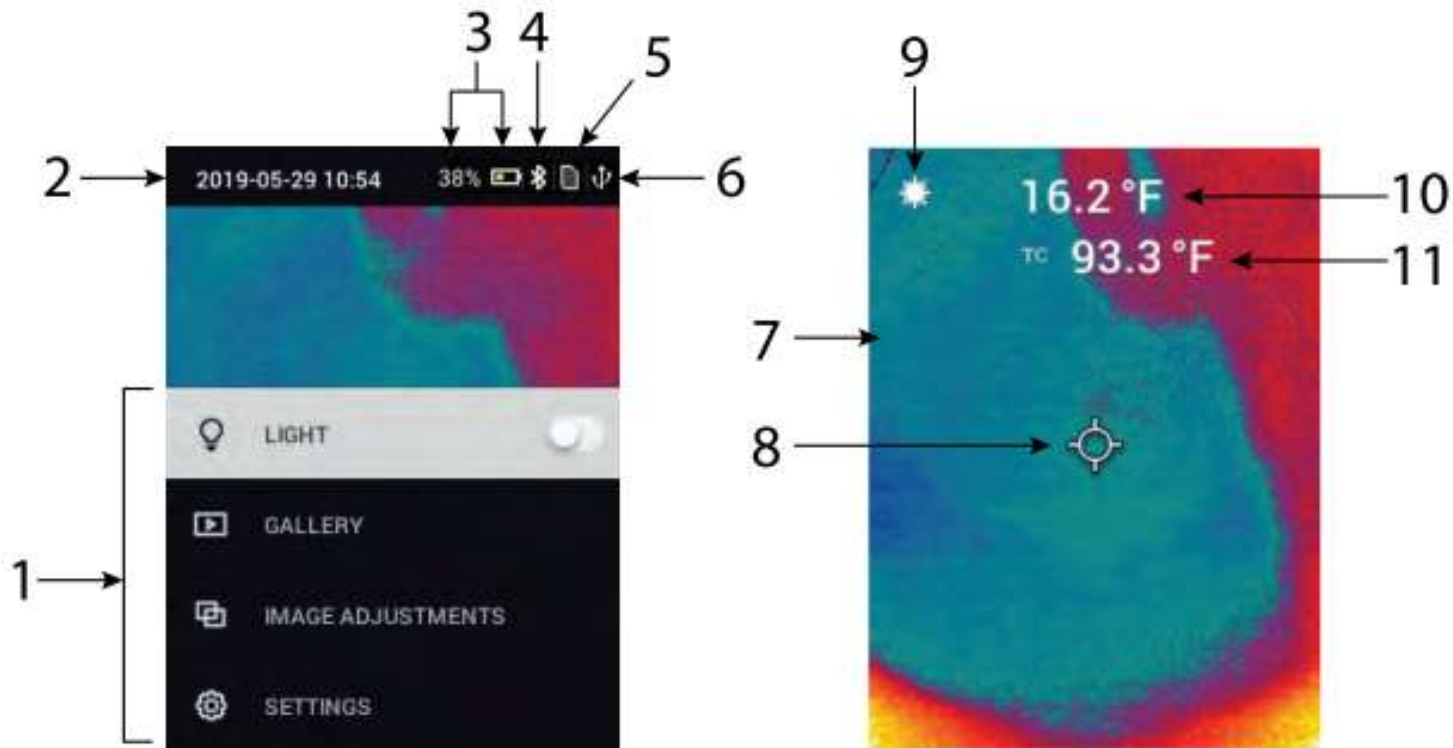 3 4 5
2 2019-05-29 10:54 38% 6
1
LIGHT
GALLERY
IMAGE ADJUSTMENTS
SETTINGS
9
16.2 °F 10
TC 93.3 °F 11
7
8